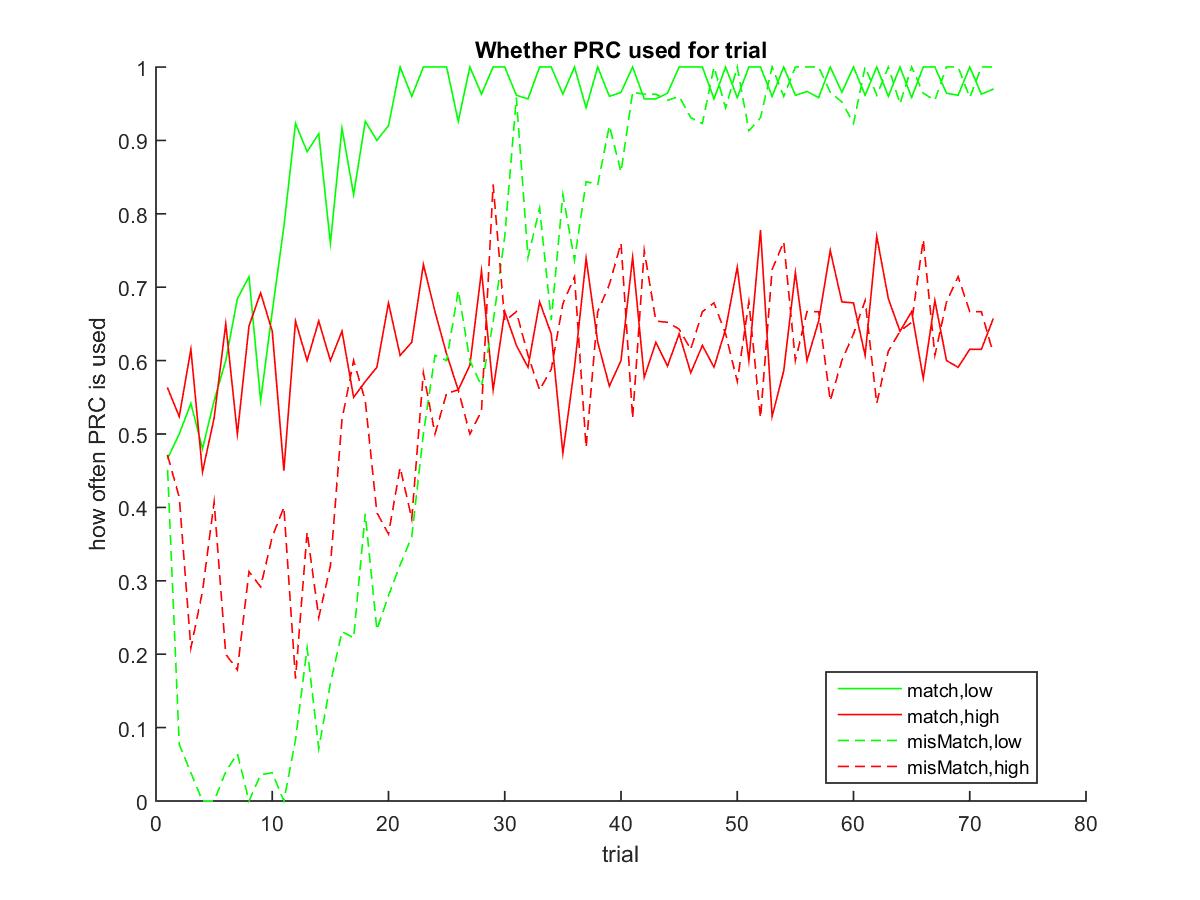 Whether PRC used for trial
how often PRC is used
1
0.9
0.8
0.7
0.6
0.5
0.4
0.3
0.2
0.1
0
0 10 20 30 40 50 60 70 80
trial
match,low
match,high
misMatch,low
misMatch,high